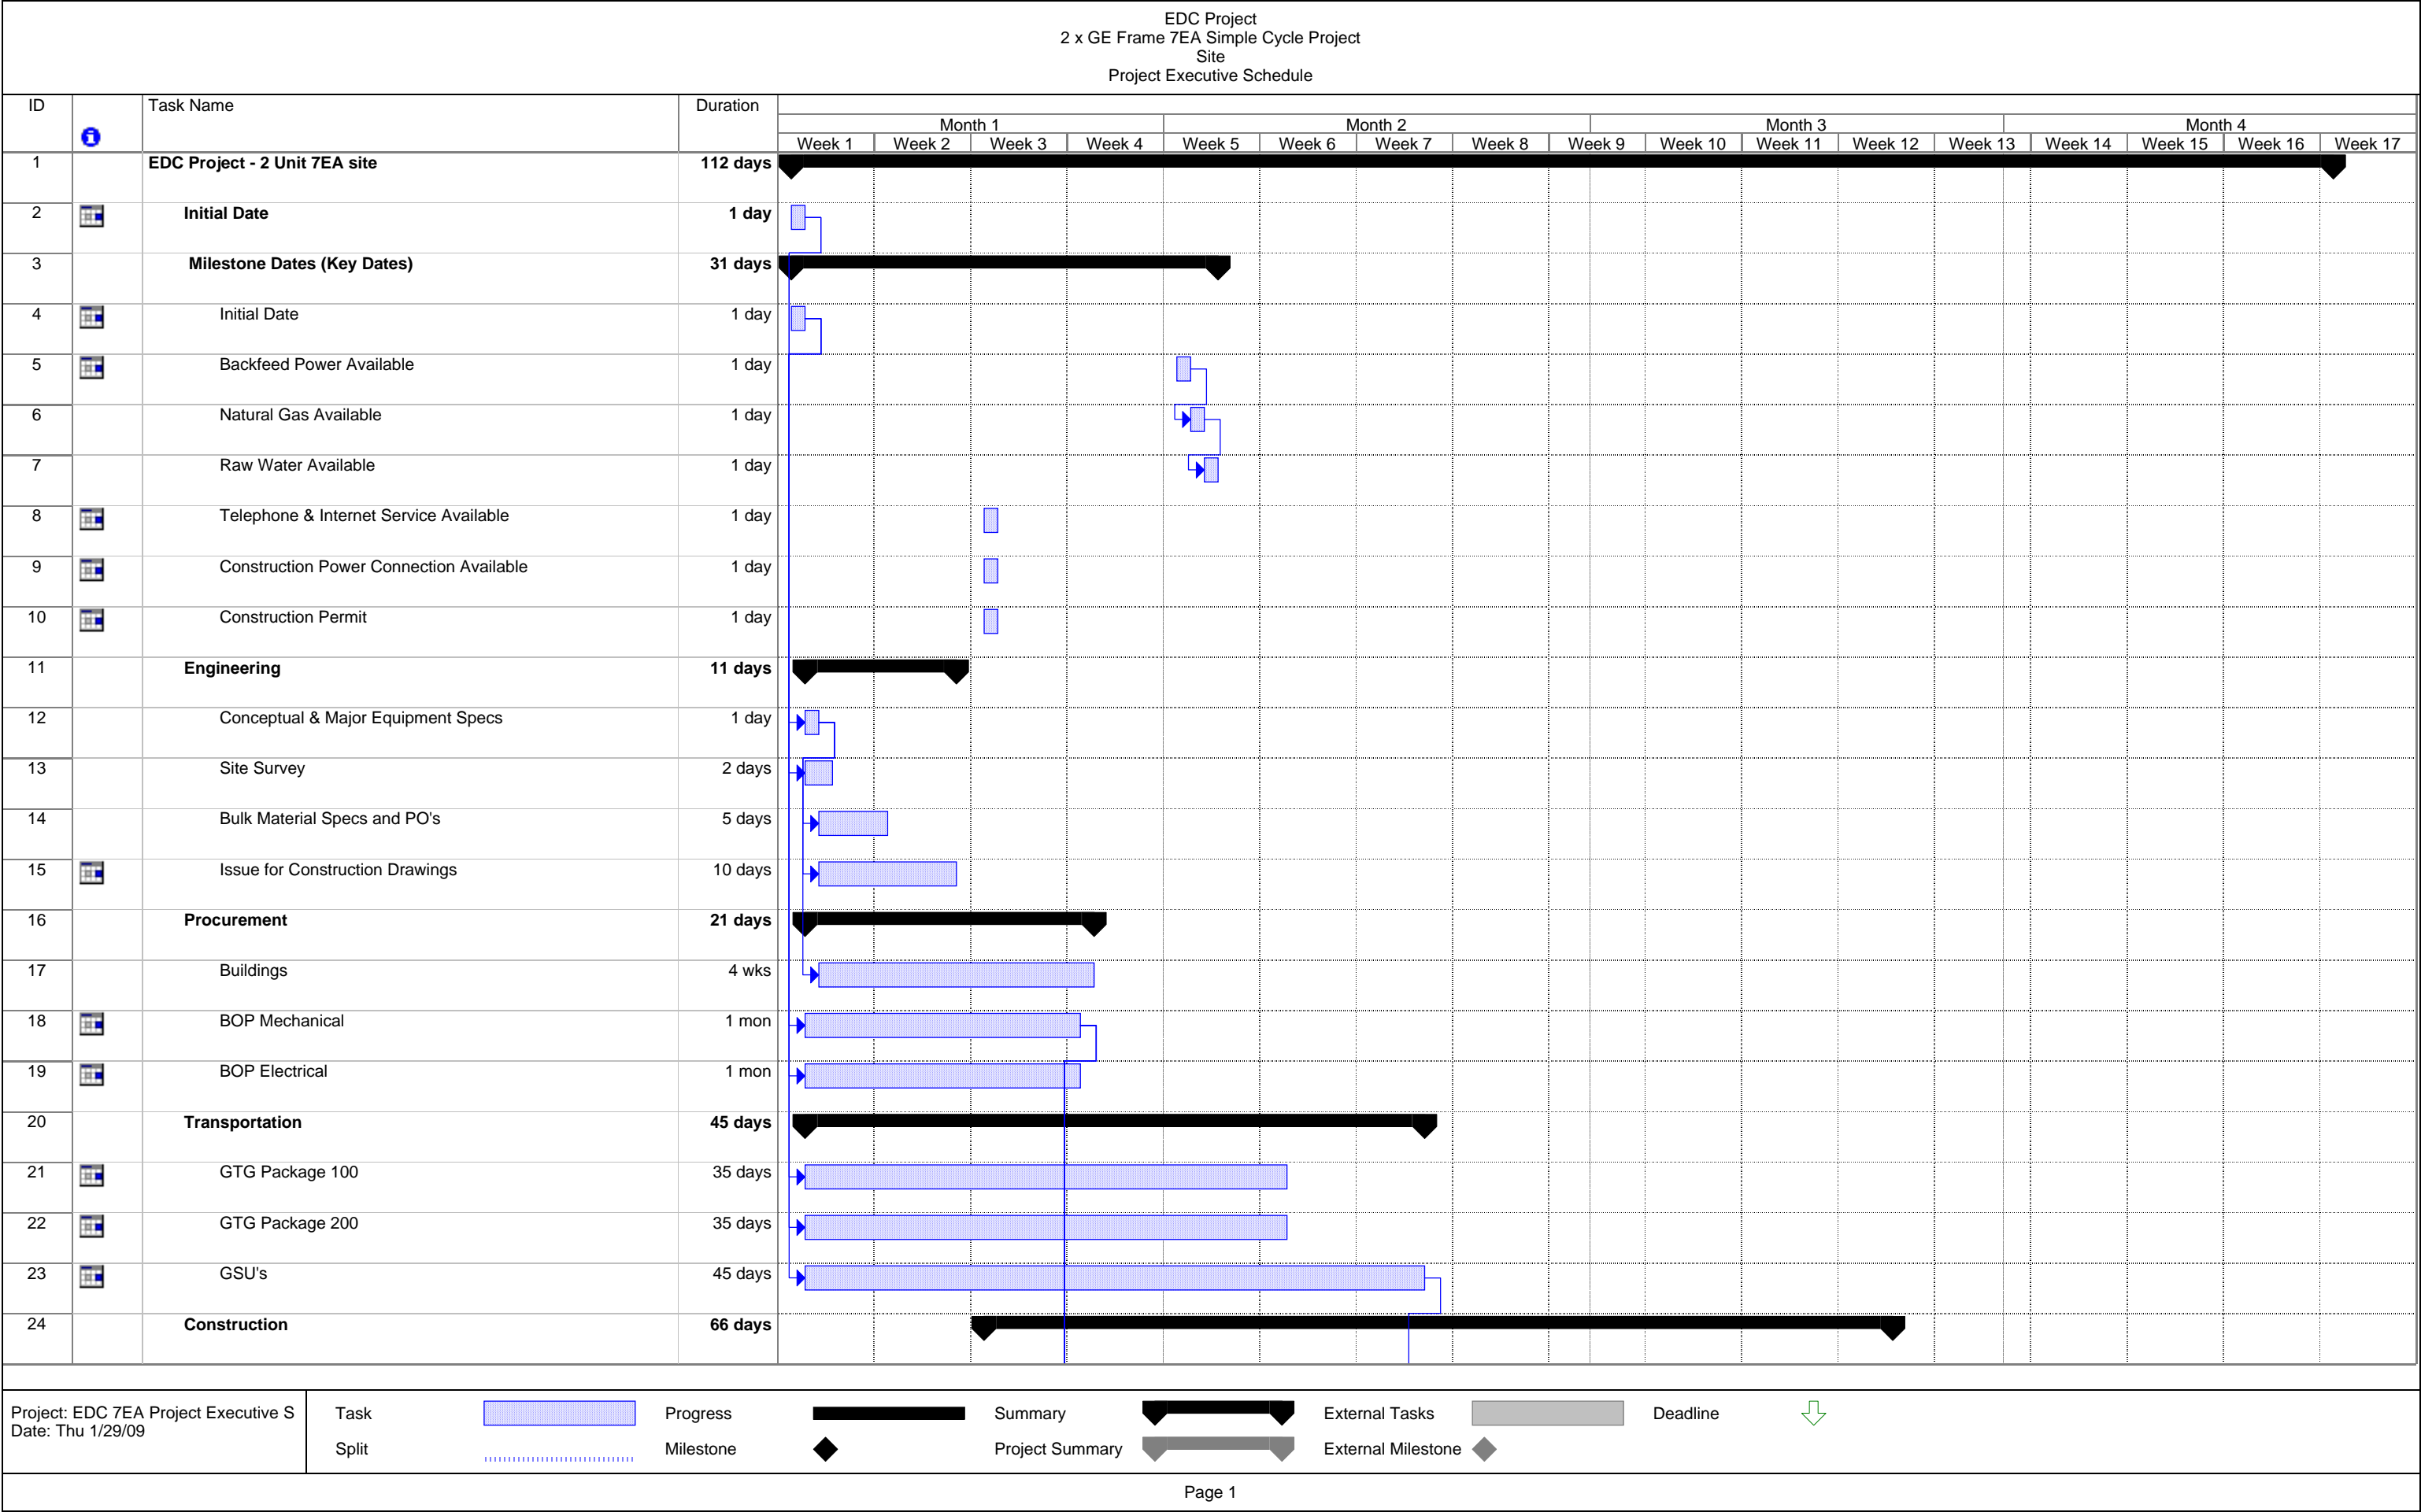 EDC Project
2 x GE Frame 7EA Simple Cycle Project
Site
Project Executive Schedule
ID Task Name Duration
Month 1 Month 2 Month 3 Month 4
Week 1 Week 2 Week 3 Week 4 Week 5 Week 6 Week 7 Week 8 Week 9 Week 10 Week 11 Week 12 Week 13 Week 14 Week 15 Week 16 Week 17
1 EDC Project - 2 Unit 7EA site 112 days
2 Initial Date 1 day
3 Milestone Dates (Key Dates) 31 days
4 Initial Date 1 day
5 Backfeed Power Available 1 day
6 Natural Gas Available 1 day
7 Raw Water Available 1 day
8 Telephone & Internet Service Available 1 day
9 Construction Power Connection Available 1 day
10 Construction Permit 1 day
11 Engineering 11 days
12 Conceptual & Major Equipment Specs 1 day
13 Site Survey 2 days
14 Bulk Material Specs and PO's 5 days
15 Issue for Construction Drawings 10 days
16 Procurement 21 days
17 Buildings 4 wks
18 BOP Mechanical 1 mon
19 BOP Electrical 1 mon
20 Transportation 45 days
21 GTG Package 100 35 days
22 GTG Package 200 35 days
23 GSU's 45 days
24 Construction 66 days
Project: EDC 7EA Project Executive S
Date: Thu 1/29/09
Task Progress Summary External Tasks Deadline
Split Milestone Project Summary External Milestone
Page 1